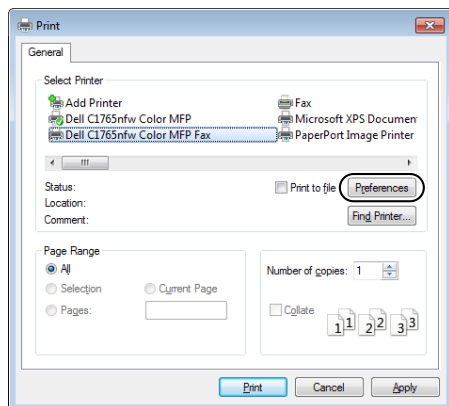 Print
General
Select Printer
Add Printer
Dell C1765nfw Color MFP
Dell C1765nfw Color MFP Fax
Fax
Microsoft XPS Documen
PaperPort Image Printer
Status:
Location:
Comment:
Print to file
Preferences
Find Printer...
Page Range
All
Selection
Current Page
Pages:
Number of copies: 1
Collate
1 1 2 2 3 3
Print Cancel Apply